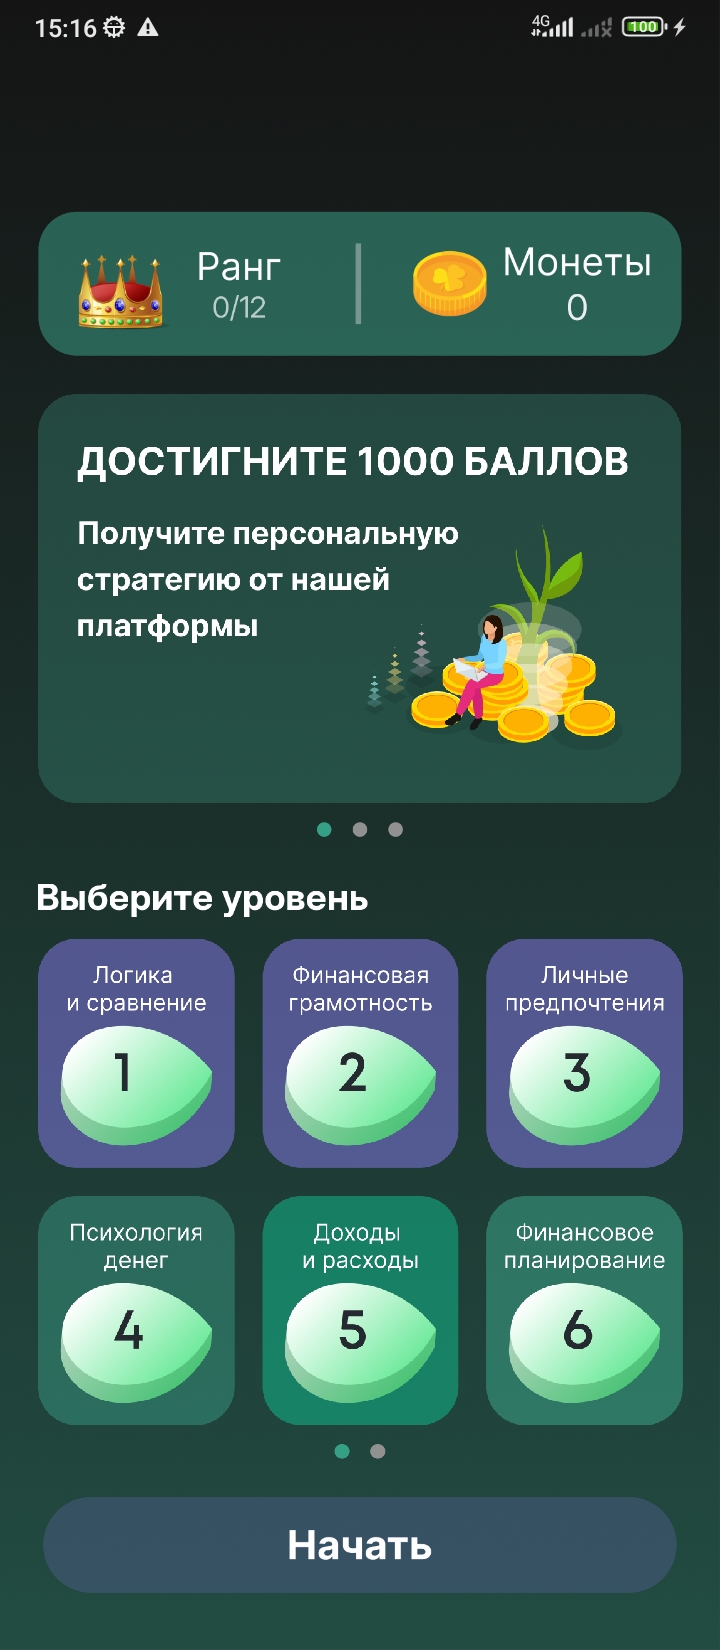 15:16
4G
100
Ранг
0/12
Монеты
0
ДОСТИГНИТЕ 1000 БАЛЛОВ
Получите персональную
стратегию от нашей
платформы
Выберите уровень
Логика
и сравнение
1
Финансовая
грамотность
2
Личные
предпочтения
3
Психология
денег
4
Доходы
и расходы
5
Финансовое
планирование
6
Начать